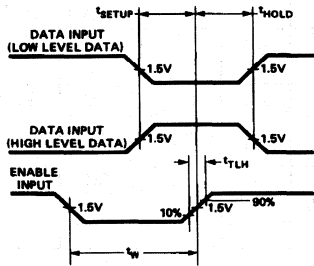 tSETUP
tHOLD
DATA INPUT
(LOW LEVEL DATA)
1.5V
1.5V
DATA INPUT
(HIGH LEVEL DATA)
1.5V
1.5V
tTLH
ENABLE
INPUT
1.5V
10%
1.5V
90%
tW